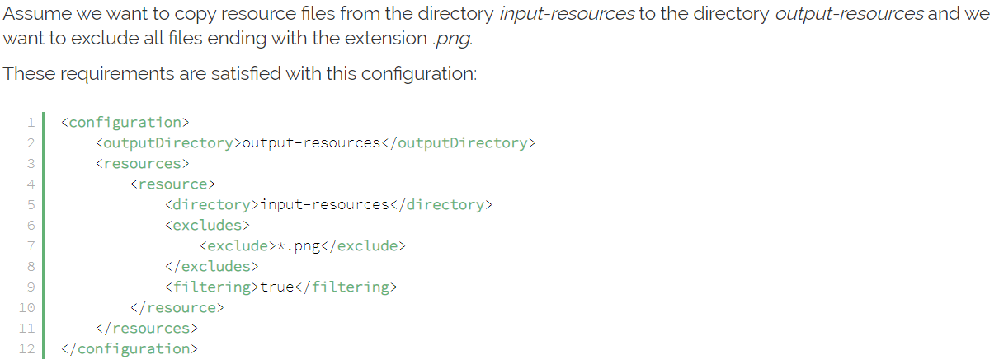 Assume we want to copy resource files from the directory input-resources to the directory output-resources and we
want to exclude all files ending with the extension .png.
These requirements are satisfied with this configuration:
1 <configuration>
2     <outputDirectory>output-resources</outputDirectory>
3     <resources>
4         <resource>
5             <directory>input-resources</directory>
6             <excludes>
7                 <exclude>*.png</exclude>
8             </excludes>
9             <filtering>true</filtering>
10         </resource>
11     </resources>
12 </configuration>